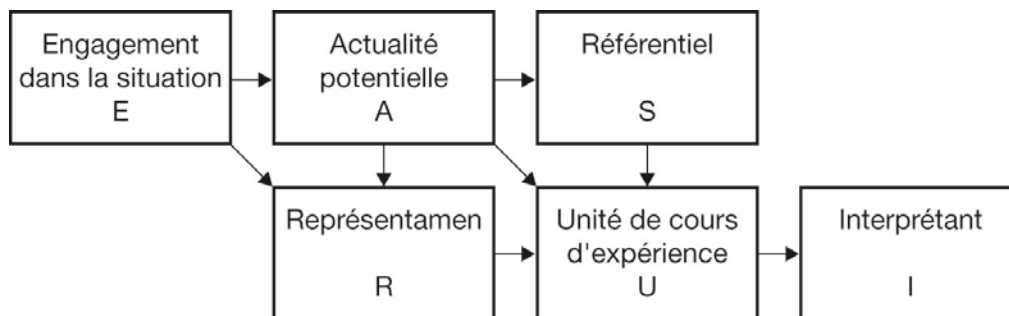 Engagement
dans la situation
E
Actualité
potentielle
A
Référentiel
S
Représentamen
R
Unité de cours
d'expérience
U
Interprétant
I